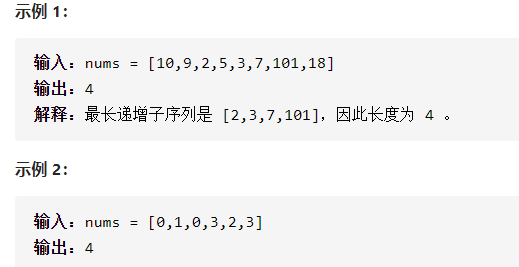 示例 1：
输入：nums = [10,9,2,5,3,7,101,18]
输出：4
解释：最长递增子序列是 [2,3,7,101]，因此长度为 4 。
示例 2：
输入：nums = [0,1,0,3,2,3]
输出：4